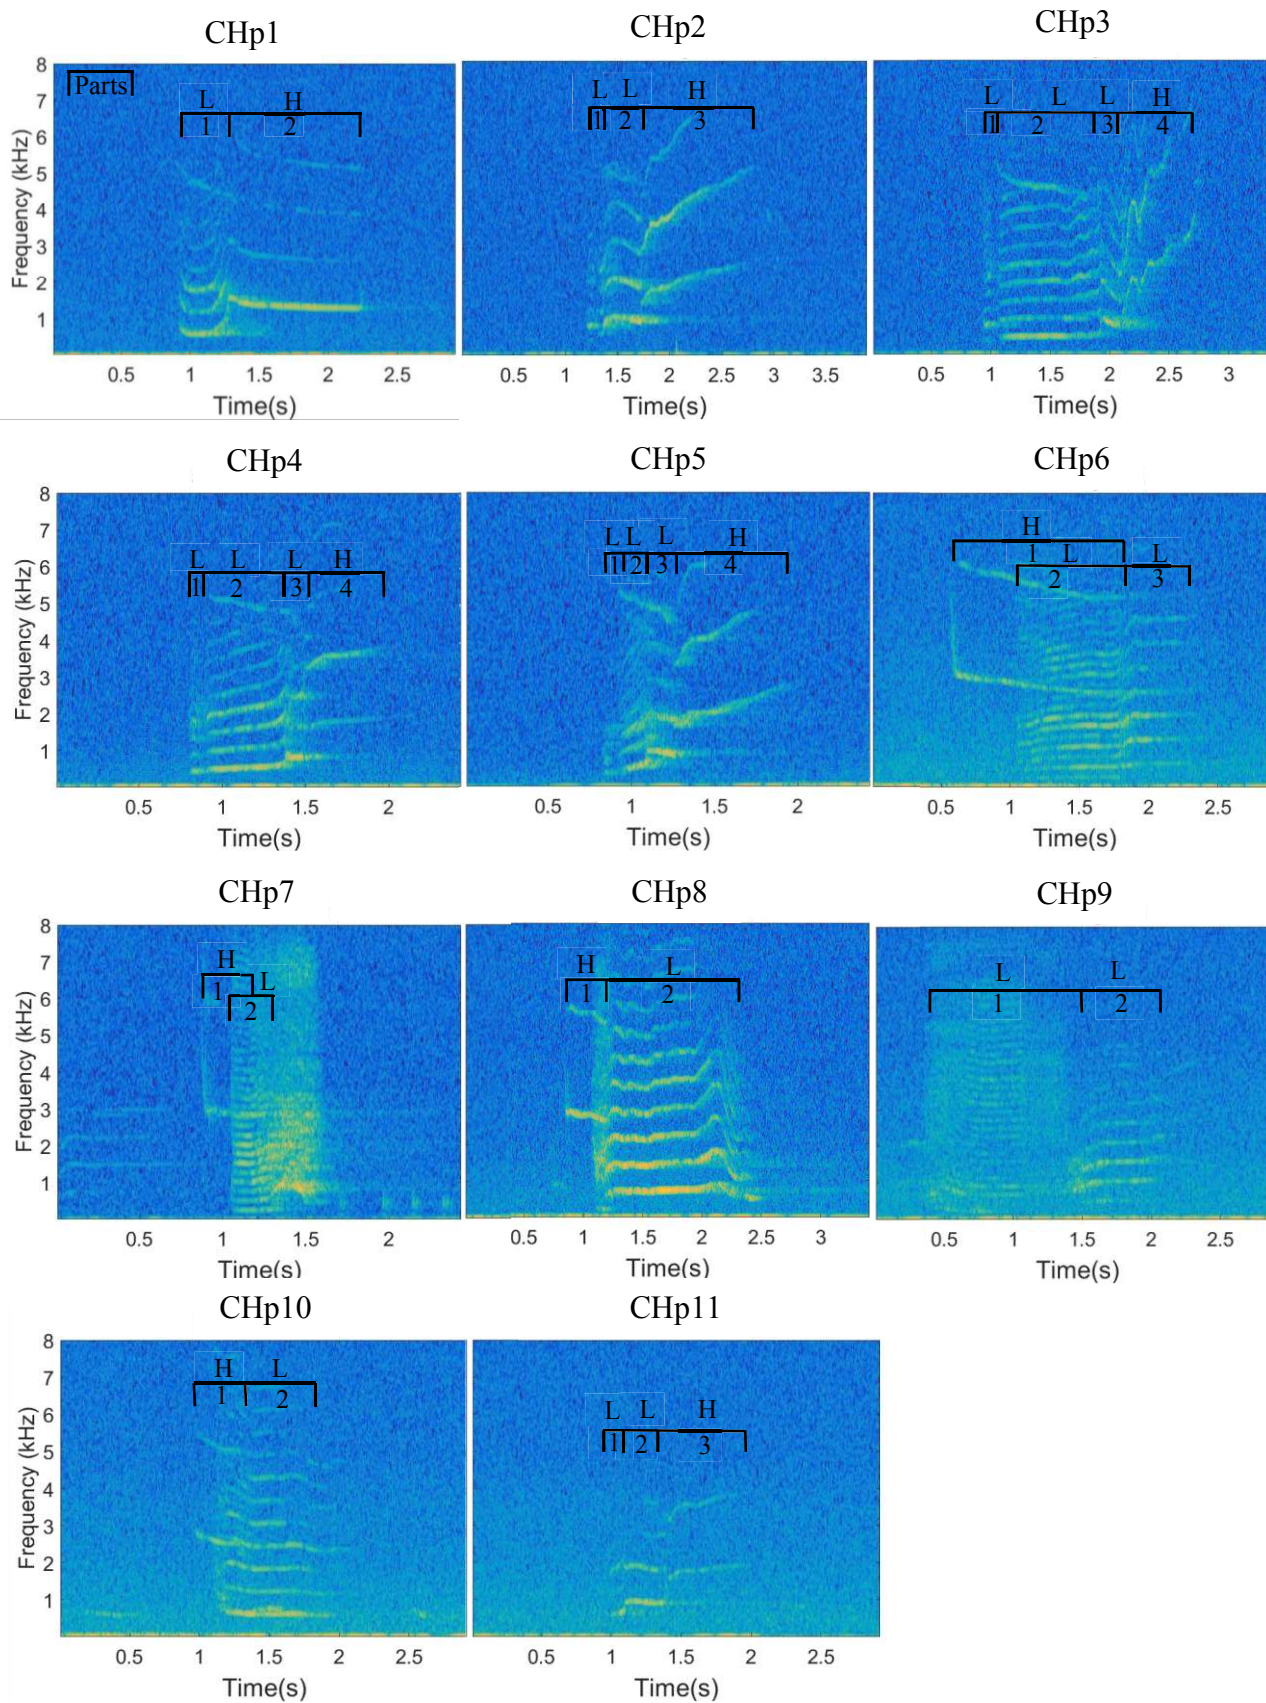 CHp1
8
7
6
5
4
3
2
1
Frequency (kHz)
Parts
L H
1 2
0.5 1 1.5 2 2.5
Time(s)
CHp2
L L H
1 2 3
0.5 1 1.5 2 2.5 3 3.5
Time(s)
CHp3
L L L H
1 2 3 4
0.5 1 1.5 2 2.5 3
Time(s)
CHp4
8
7
6
5
4
3
2
1
Frequency (kHz)
L L L H
1 2 3 4
0.5 1 1.5 2
Time(s)
CHp5
L L L H
1 2 3 4
0.5 1 1.5 2
Time(s)
CHp6
H
1 L L
2 3
0.5 1 1.5 2 2.5
Time(s)
CHp7
8
7
6
5
4
3
2
1
Frequency (kHz)
H L
1 2
0.5 1 1.5 2
Time(s)
CHp8
H L
1 2
0.5 1 1.5 2 2.5 3
Time(s)
CHp9
L L
1 2
0.5 1 1.5 2 2.5
Time(s)
CHp10
8
7
6
5
4
3
2
1
Frequency (kHz)
H L
1 2
0.5 1 1.5 2 2.5
Time(s)
CHp11
L L H
1 2 3
0.5 1 1.5 2 2.5
Time(s)